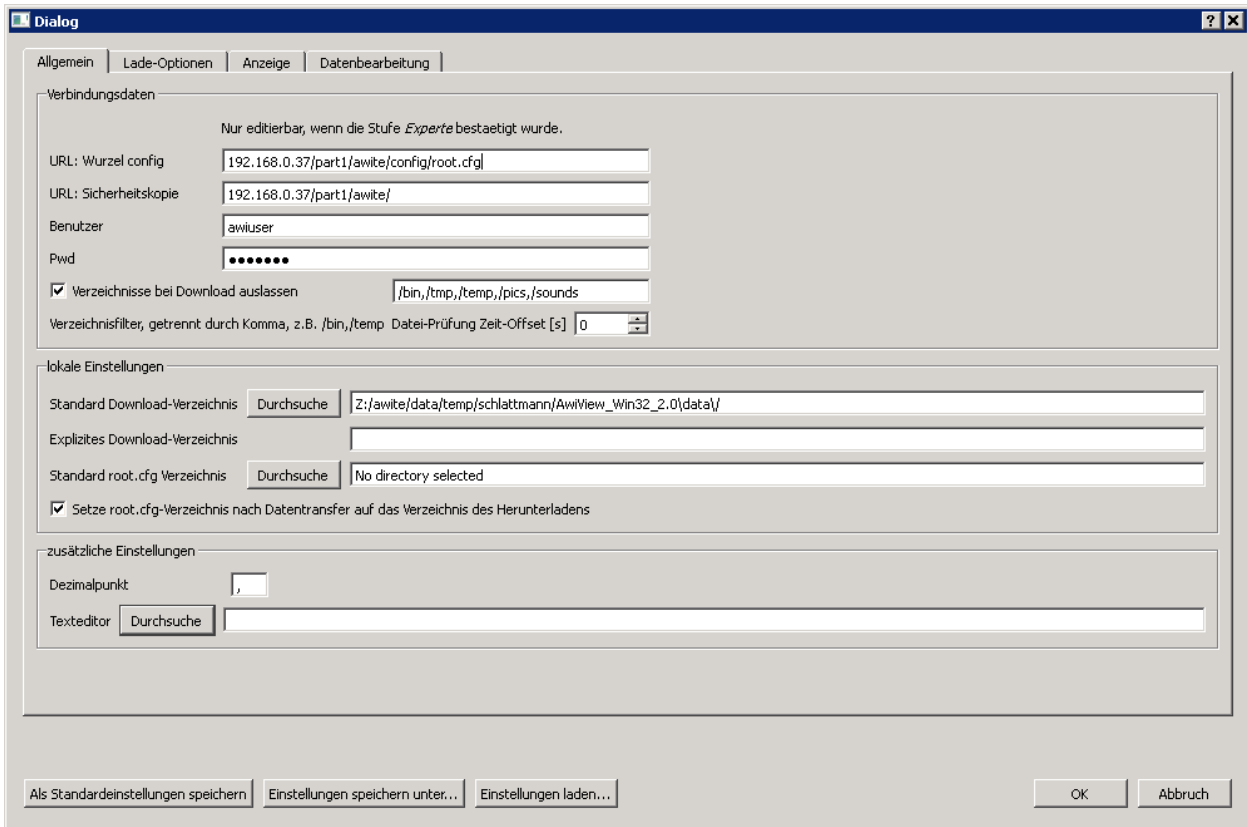 Dialog
Allgemein Lade-Optionen Anzeige Datenbearbeitung
Verbindungsdaten
Nur editierbar, wenn die Stufe Experte bestaetigt wurde.
URL: Wurzel config 192.168.0.37/part1/awite/config/root.cfg
URL: Sicherheitskopie 192.168.0.37/part1/awite/
Benutzer awiuser
Pwd ●●●●●●●
Verzeichnisse bei Download auslassen /bin,/tmp,/temp,/pics,/sounds
Verzeichnisfilter, getrennt durch Komma, z.B. /bin,/temp Datei-Prüfung Zeit-Offset [s] 0
lokale Einstellungen
Standard Download-Verzeichnis Durchsuche Z:/awite/data/temp/schlattmann/AwiView_Win32_2.0\data\/
Explizites Download-Verzeichnis
Standard root.cfg Verzeichnis Durchsuche No directory selected
Setze root.cfg-Verzeichnis nach Datentransfer auf das Verzeichnis des Herunterladens
zusätzliche Einstellungen
Dezimalpunkt ,
Texteditor Durchsuche
Als Standardeinstellungen speichern Einstellungen speichern unter... Einstellungen laden... OK Abbruch